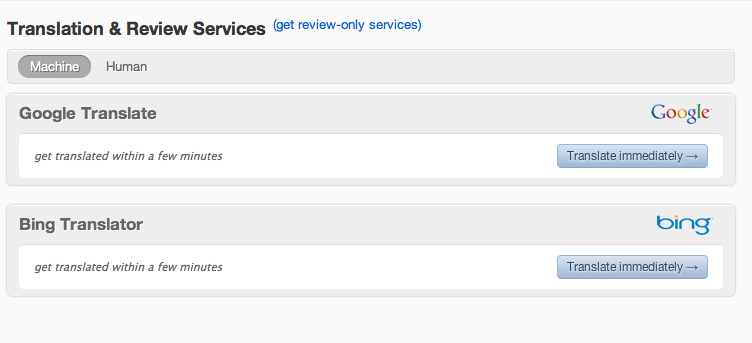 Translation & Review Services (get review-only services)
Machine Human
Google Translate Google
get translated within a few minutes Translate immediately →
Bing Translator bing
get translated within a few minutes Translate immediately →